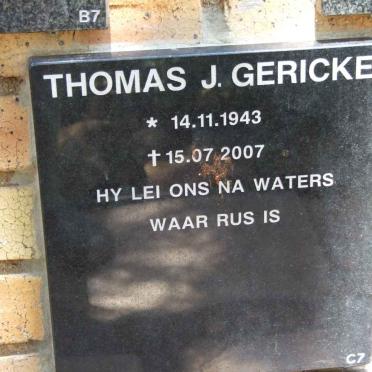 B7
THOMAS J. GERICKE
* 14.11.1943
† 15.07.2007
HY LEI ONS NA WATERS
WAAR RUS IS
C7